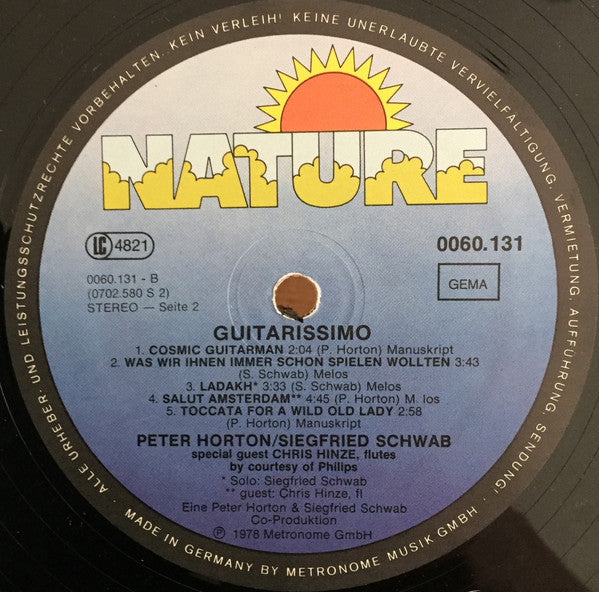 ALLE URHEBER- UND LEISTUNGSSCHUTZRECHTE VORBEHALTEN. KEIN VERLEIH! KEINE UNERLAUBTE VERVIELFÄLTIGUNG, VERMIETUNG, AUFFÜHRUNG, SENDUNG!
NATURE
LC 4821
0060.131
0060.131 - B
(0702.580 S 2)
STEREO — Seite 2
GEMA
GUITARISSIMO
1. COSMIC GUITARMAN 2:04 (P. Horton) Manuskript
2. WAS WIR IHNEN IMMER SCHON SPIELEN WOLLTEN 3:43
(S. Schwab) Melos
3. LADAKH* 3:33 (S. Schwab) Melos
4. SALUT AMSTERDAM** 4:45 (P. Horton) M. los
5. TOCCATA FOR A WILD OLD LADY 2:58
(P. Horton) Manuskript
PETER HORTON/SIEGFRIED SCHWAB
special guest CHRIS HINZE, flutes
by courtesy of Philips
* Solo: Siegfried Schwab
** guest: Chris Hinze, fl
Eine Peter Horton & Siegfried Schwab
Co-Produktion
Ⓟ 1978 Metronome GmbH
· MADE IN GERMANY BY METRONOME MUSIK GMBH ·